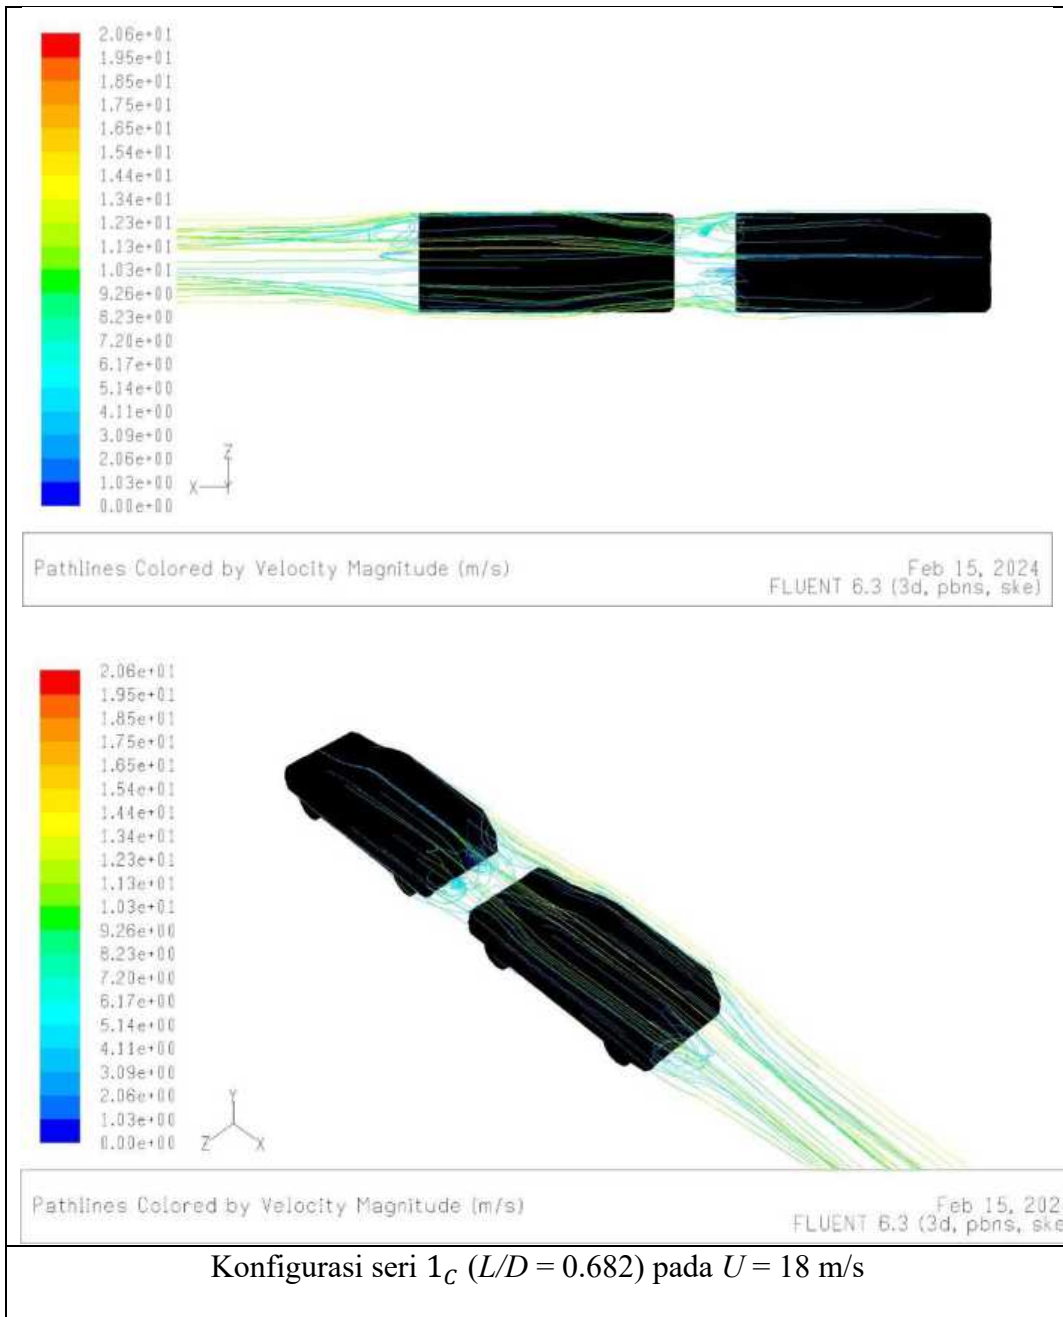 2.06e+01
1.95e+01
1.85e+01
1.75e+01
1.65e+01
1.54e+01
1.44e+01
1.34e+01
1.23e+01
1.13e+01
1.03e+01
9.26e+00
8.23e+00
7.20e+00
6.17e+00
5.14e+00
4.11e+00
3.09e+00
2.06e+00
1.03e+00
0.00e+00
Z
X Y
Pathlines Colored by Velocity Magnitude (m/s)
Feb 15, 2024
FLUENT 6.3 (3d, pbns, ske)
2.06e+01
1.95e+01
1.85e+01
1.75e+01
1.65e+01
1.54e+01
1.44e+01
1.34e+01
1.23e+01
1.13e+01
1.03e+01
9.26e+00
8.23e+00
7.20e+00
6.17e+00
5.14e+00
4.11e+00
3.09e+00
2.06e+00
1.03e+00
0.00e+00
Y
Z X
Pathlines Colored by Velocity Magnitude (m/s)
Feb 15, 202
FLUENT 6.3 (3d, pbns, ske
Konfigurasi seri 1_C (L/D = 0.682) pada U = 18 m/s